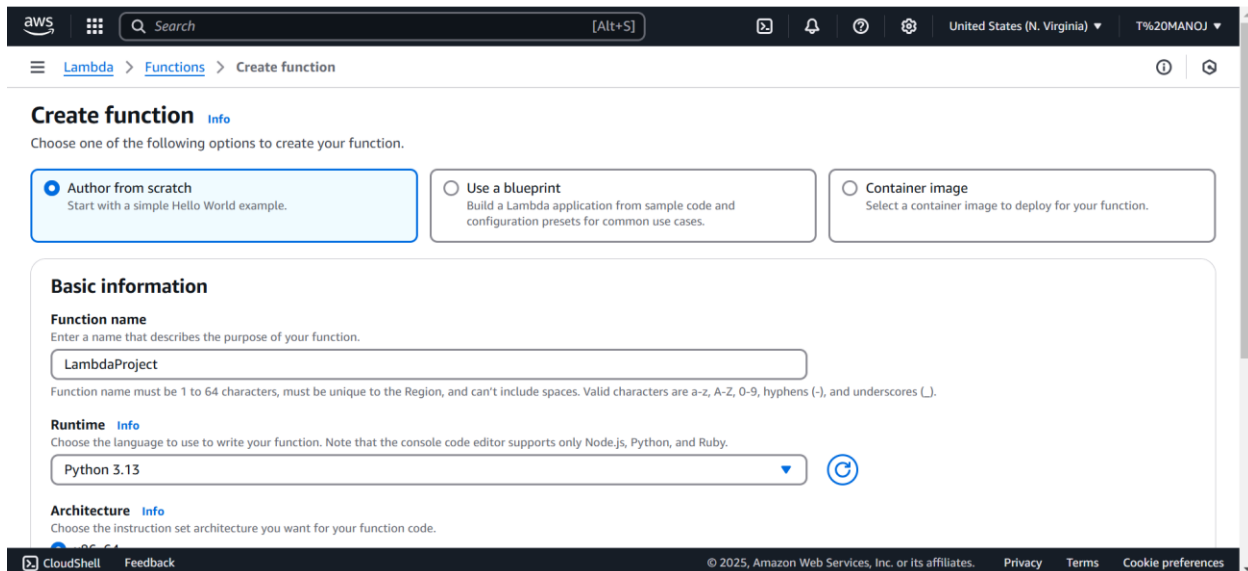 aws
Search [Alt+S] United States (N. Virginia) T%20MANOJ
Lambda > Functions > Create function
Create function Info
Choose one of the following options to create your function.
Author from scratch
Start with a simple Hello World example.
Use a blueprint
Build a Lambda application from sample code and
configuration presets for common use cases.
Container image
Select a container image to deploy for your function.
Basic information
Function name
Enter a name that describes the purpose of your function.
LambdaProject
Function name must be 1 to 64 characters, must be unique to the Region, and can't include spaces. Valid characters are a-z, A-Z, 0-9, hyphens (-), and underscores (_).
Runtime Info
Choose the language to use to write your function. Note that the console code editor supports only Node.js, Python, and Ruby.
Python 3.13
Architecture Info
Choose the instruction set architecture you want for your function code.
CloudShell Feedback © 2025, Amazon Web Services, Inc. or its affiliates. Privacy Terms Cookie preferences